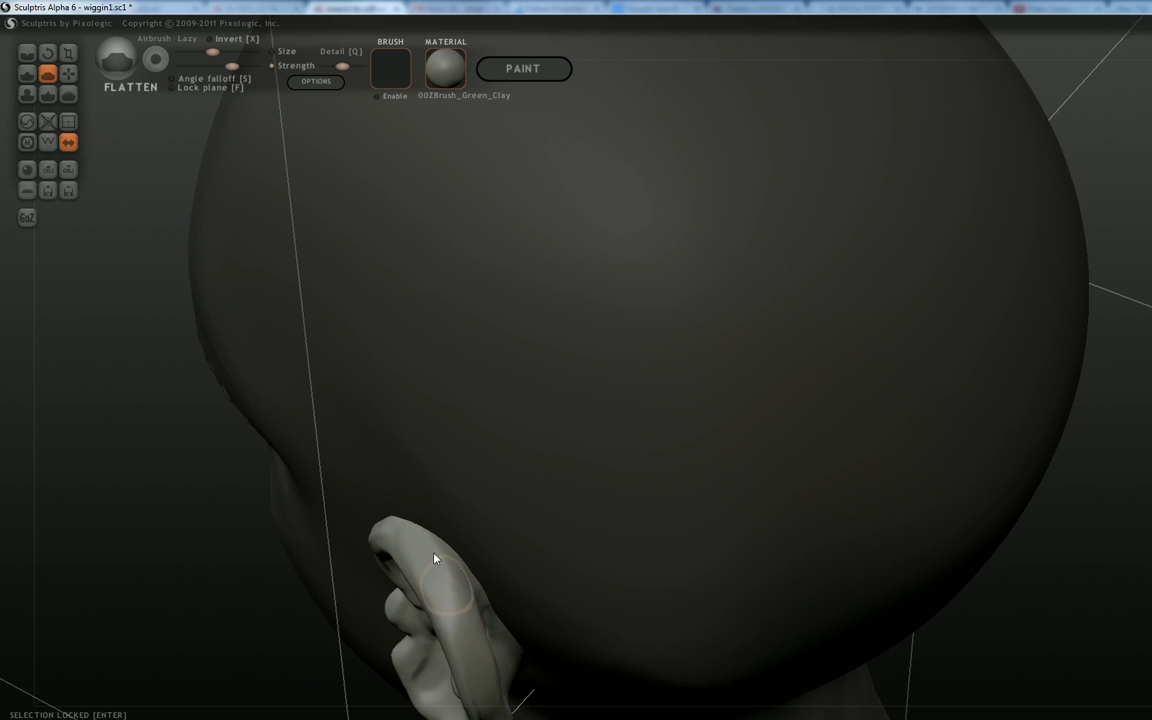 Sculptris Alpha 6 - wiggin1.sc1 *
Sculptris by Pixologic   Copyright © 2009-2011 Pixologic, Inc.
Airbrush Lazy Invert [X]
Size Detail [Q]
Strength
Angle falloff [S]
Lock plane [F]
OPTIONS
FLATTEN
BRUSH
Enable
MATERIAL
00ZBrush_Green_Clay
PAINT
GoZ
SELECTION LOCKED [ENTER]